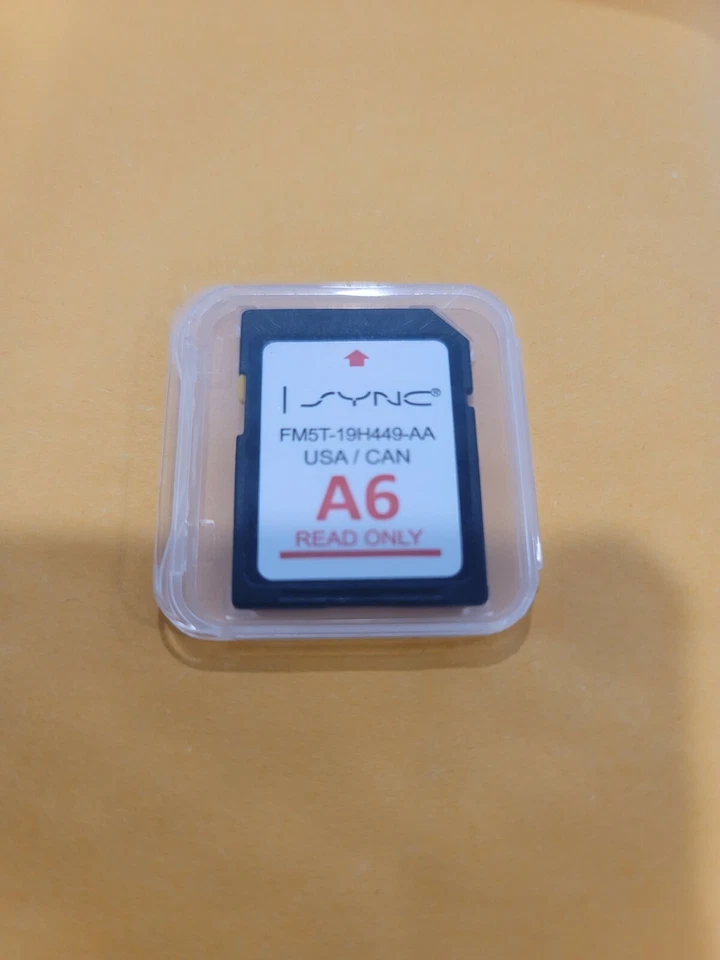 SYNC®
FM5T-19H449-AA
USA / CAN
A6
READ ONLY